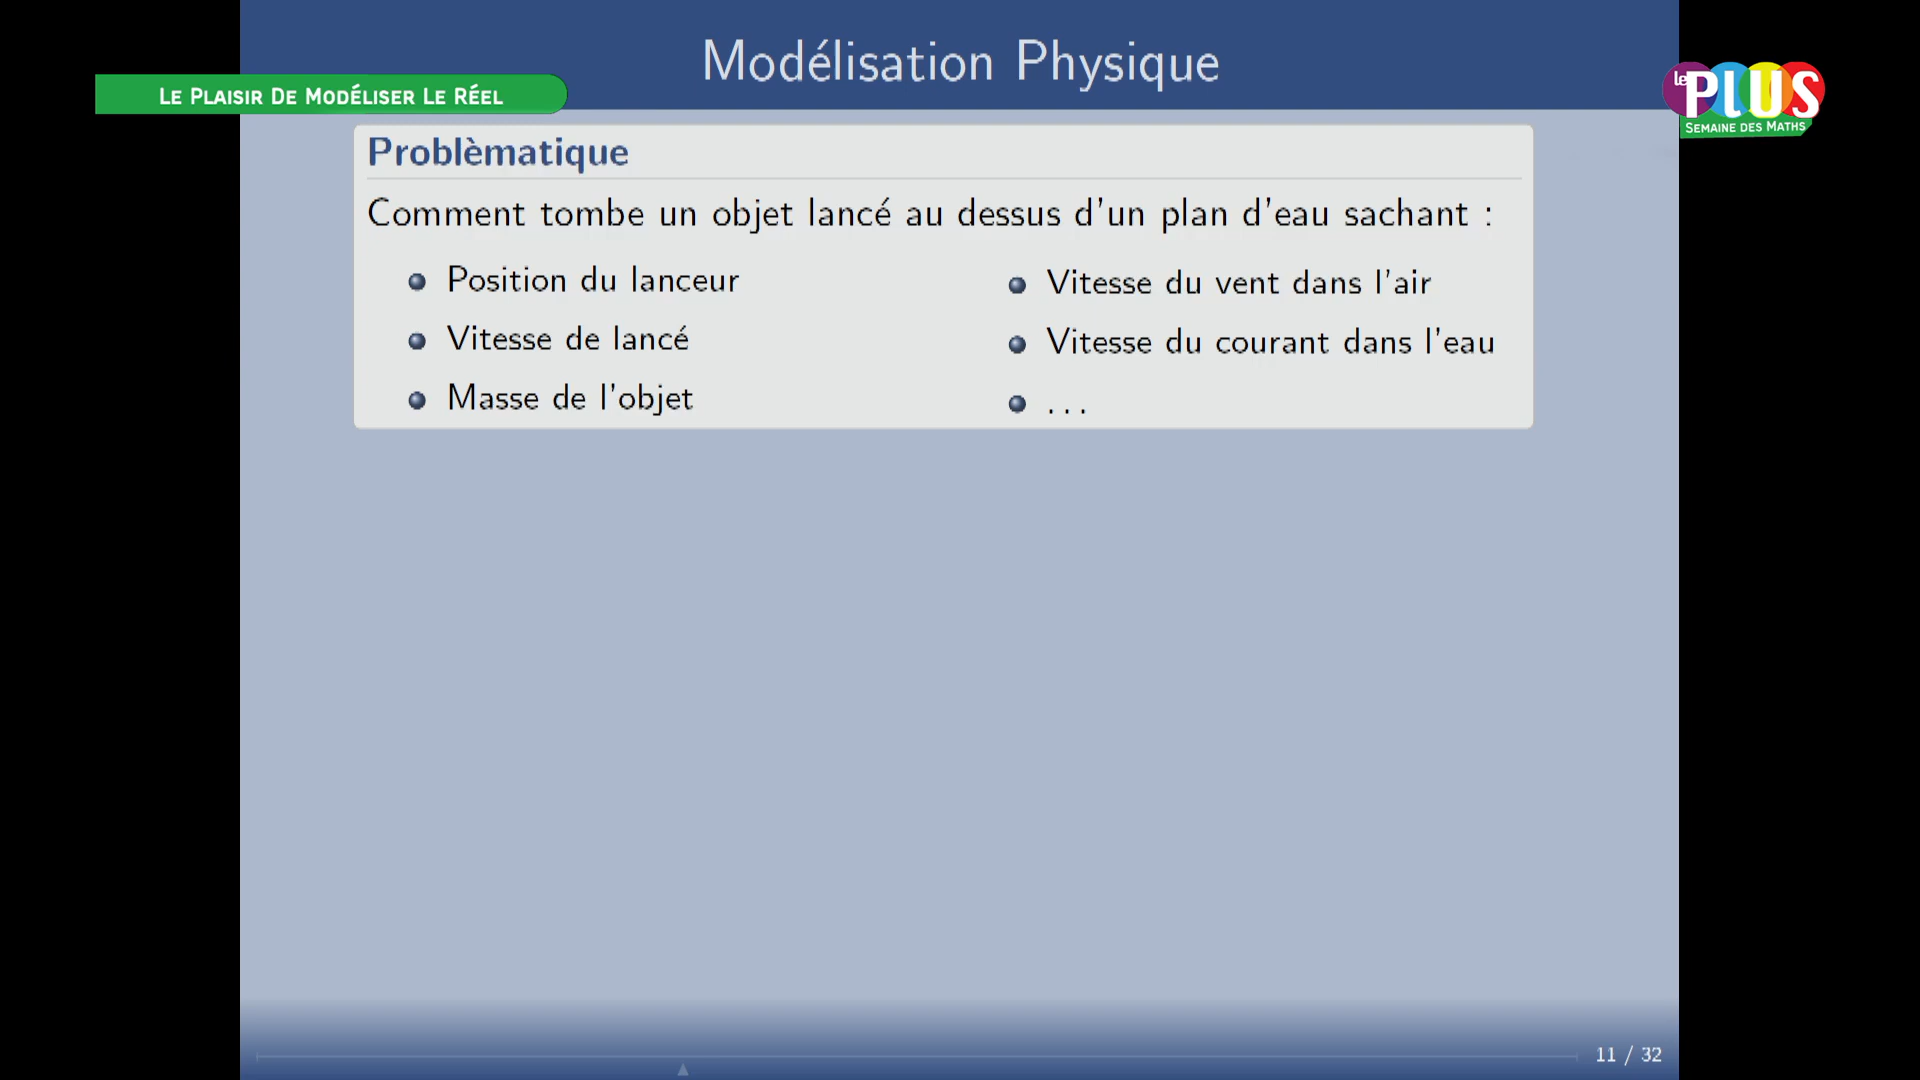 Modélisation Physique
LE PLAISIR DE MODÉLISER LE RÉEL
le PLUS
SEMAINE DES MATHS
Problèmatique
Comment tombe un objet lancé au dessus d'un plan d'eau sachant :
Position du lanceur
Vitesse de lancé
Masse de l'objet
Vitesse du vent dans l'air
Vitesse du courant dans l'eau
...
11 / 32